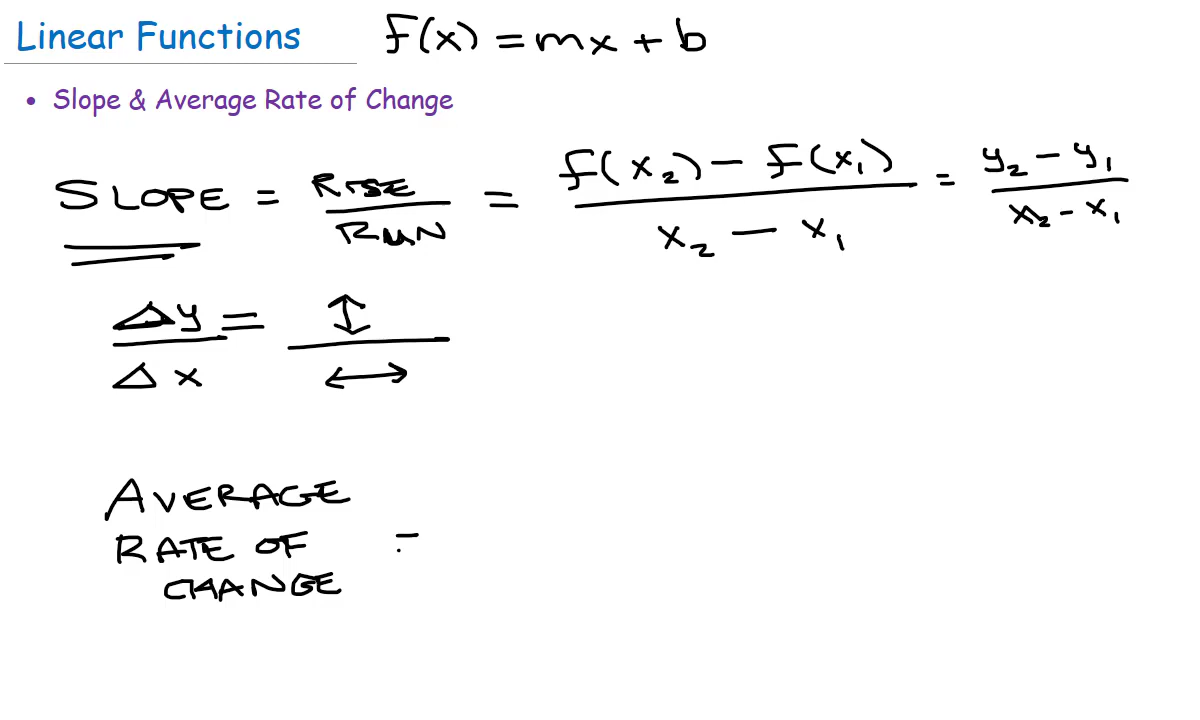 Linear Functions f(x) = mx + b
• Slope & Average Rate of Change
SLOPE = RISE / RUN = f(x₂) - f(x₁) / x₂ - x₁ = y₂ - y₁ / x₂ - x₁
Δy / Δx = ↕ / ↔
AVERAGE
RATE OF =
CHANGE